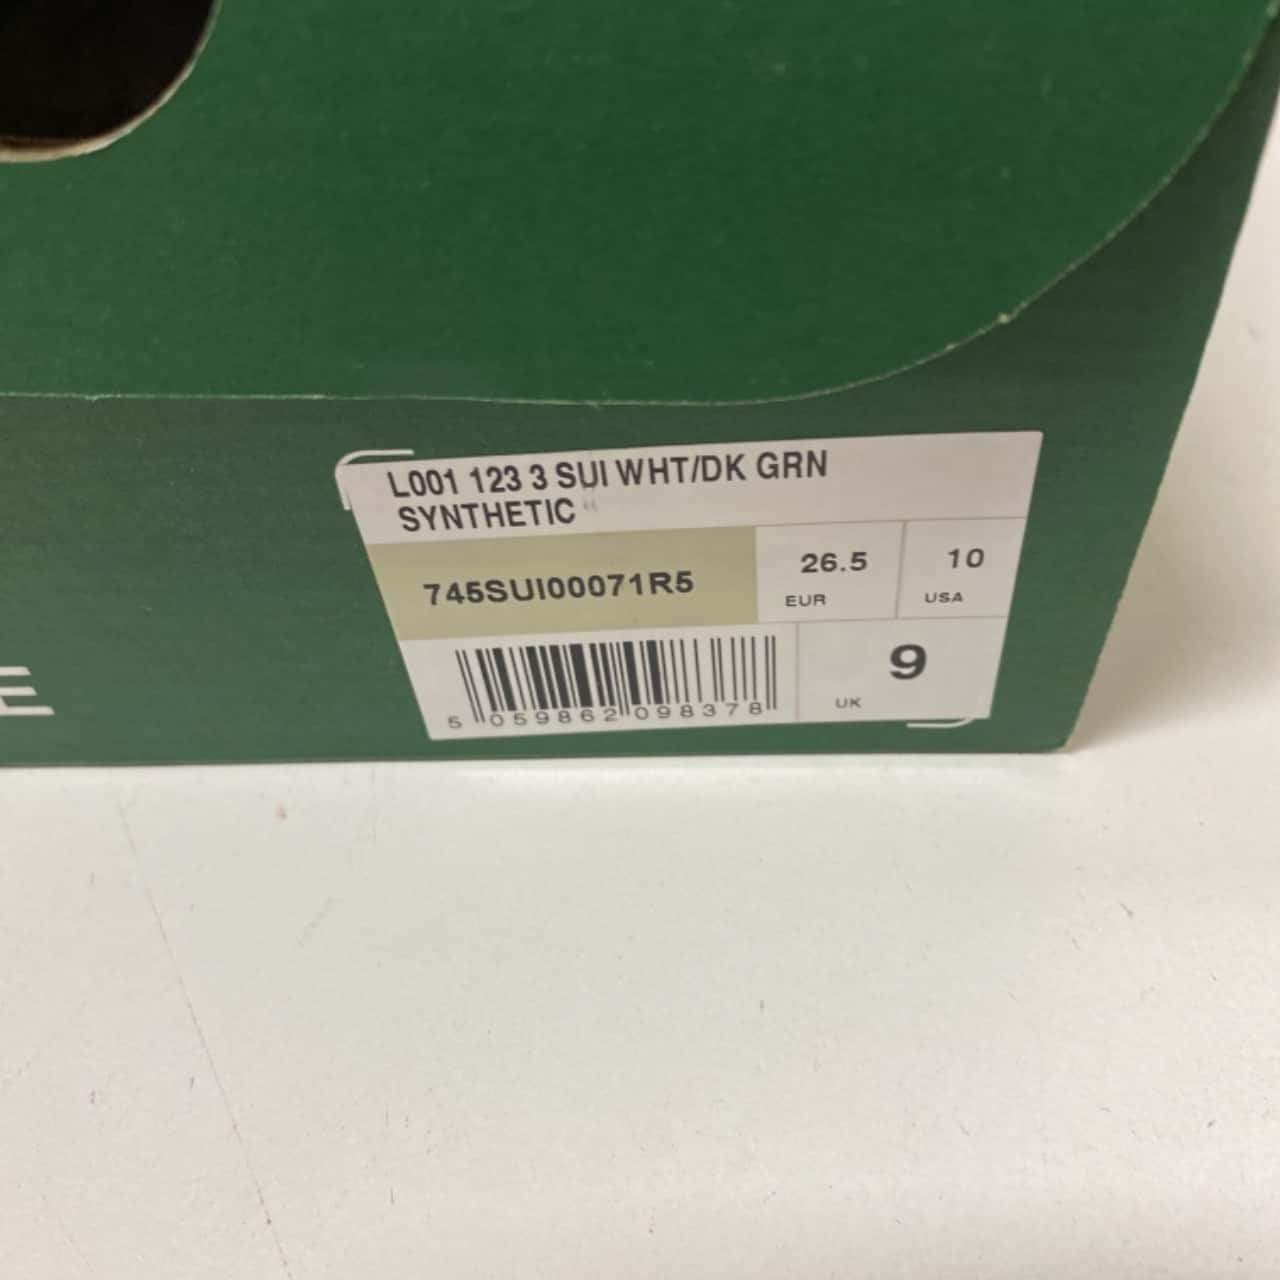 L001 123 3 SUI WHT/DK GRN
SYNTHETIC
745SUI00071R5
26.5
EUR
10
USA
5 059862 098378
9
UK
E